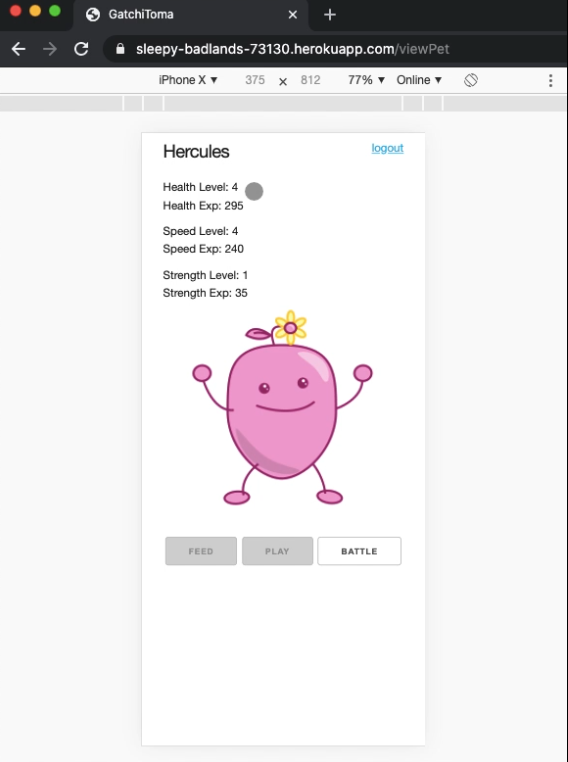 GatchiToma
sleepy-badlands-73130.herokuapp.com/viewPet
iPhone X ▼ 375 × 812 77% ▼ Online ▼
Hercules logout
Health Level: 4
Health Exp: 295
Speed Level: 4
Speed Exp: 240
Strength Level: 1
Strength Exp: 35
FEED PLAY BATTLE